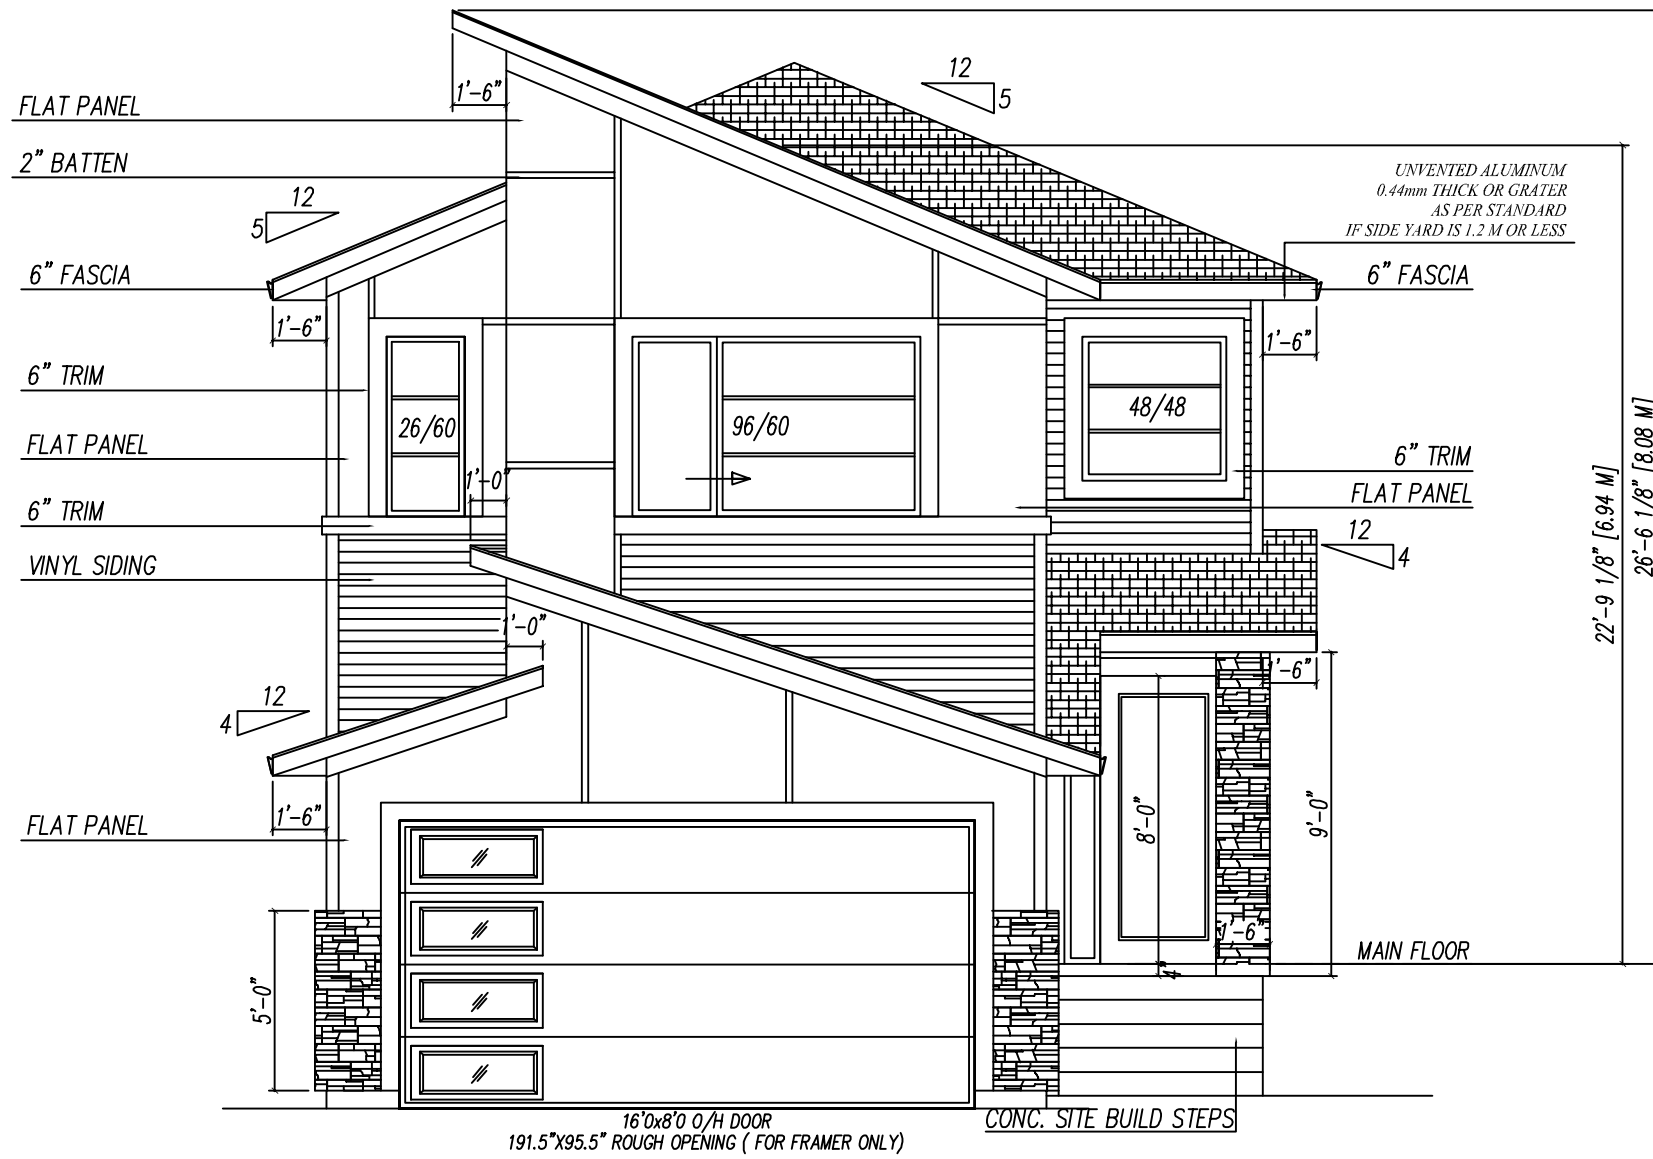 12
5
1'-6"
FLAT PANEL
2" BATTEN
UNVENTED ALUMINUM
0.44mm THICK OR GRATER
AS PER STANDARD
IF SIDE YARD IS 1.2 M OR LESS
12
5
6" FASCIA
6" FASCIA
1'-6"
1'-6"
6" TRIM
26/60
96/60
48/48
FLAT PANEL
6" TRIM
1'-0"
FLAT PANEL
6" TRIM
12
4
VINYL SIDING
22'-9 1/8" [6.94 M]
26'-6 1/8" [8.08 M]
1'-0"
1'-6"
12
4
1'-6"
FLAT PANEL
8'-0"
9'-0"
1'-6"
MAIN FLOOR
4"
5'-0"
16'0x8'0 O/H DOOR
191.5"X95.5" ROUGH OPENING ( FOR FRAMER ONLY)
CONC. SITE BUILD STEPS